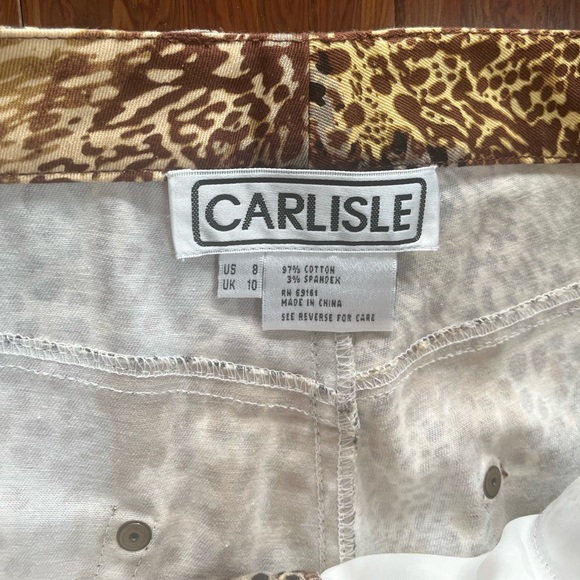 CARLISLE
US 8
UK 10
97% COTTON
3% SPANDEX
RN 69161
MADE IN CHINA
SEE REVERSE FOR CARE